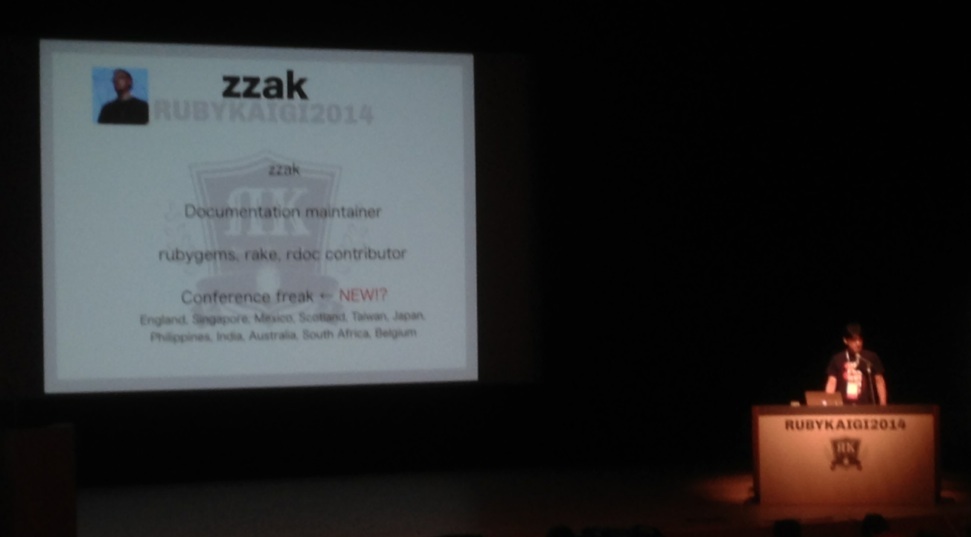 zzak
RUBYKAIGI2014
zzak
RK
Documentation maintainer
rubygems, rake, rdoc contributor
Conference freak ← NEW!?
England, Singapore, Mexico, Scotland, Taiwan, Japan,
Philippines, India, Australia, South Africa, Belgium
RUBYKAIGI2014
RK